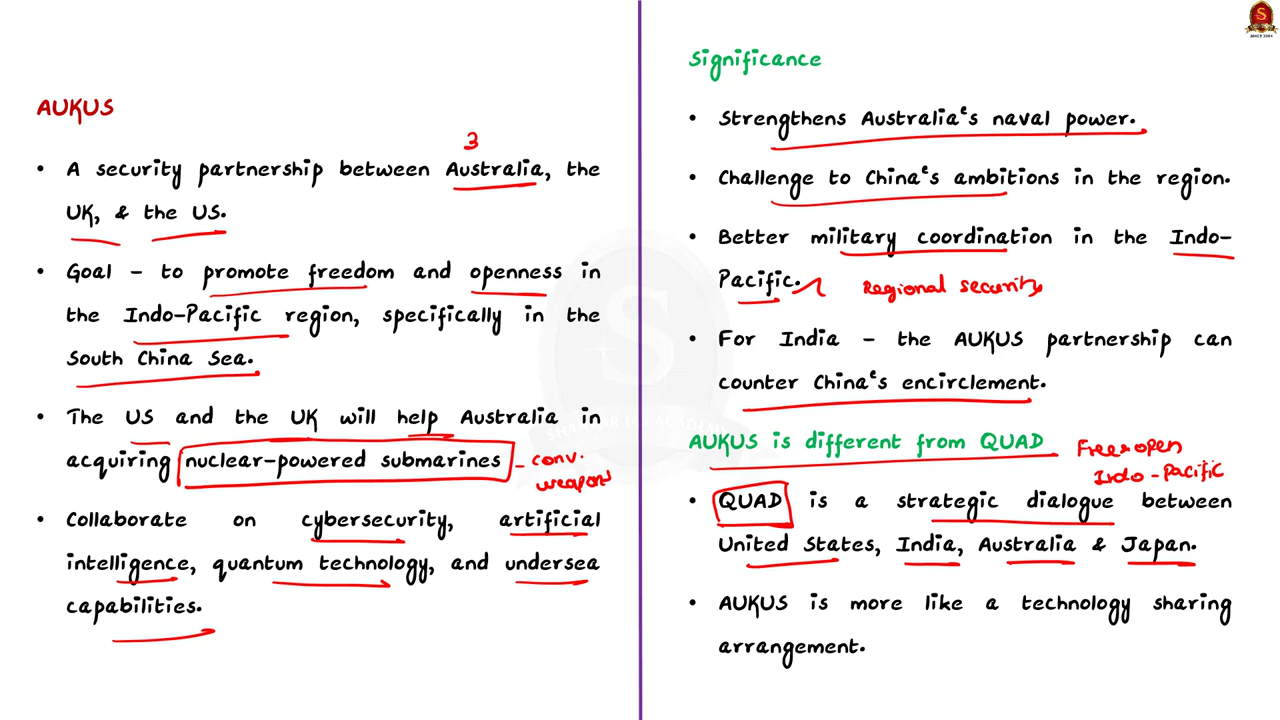 AUKUS
3
• A security partnership between Australia, the
UK, & the US.
• Goal – to promote freedom and openness in
the Indo-Pacific region, specifically in the
South China Sea.
• The US and the UK will help Australia in
acquiring nuclear-powered submarines – conv.
weapons
• Collaborate on cybersecurity, artificial
intelligence, quantum technology, and undersea
capabilities.
Significance
• Strengthens Australia's naval power.
• Challenge to China's ambitions in the region.
• Better military coordination in the Indo-
Pacific. Regional security
• For India – the AUKUS partnership can
counter China's encirclement.
AUKUS is different from QUAD
Free & open
Indo-Pacific
• QUAD is a strategic dialogue between
United States, India, Australia & Japan.
• AUKUS is more like a technology sharing
arrangement.
S
SINCE 2004
S
SHANKAR IAS ACADEMY